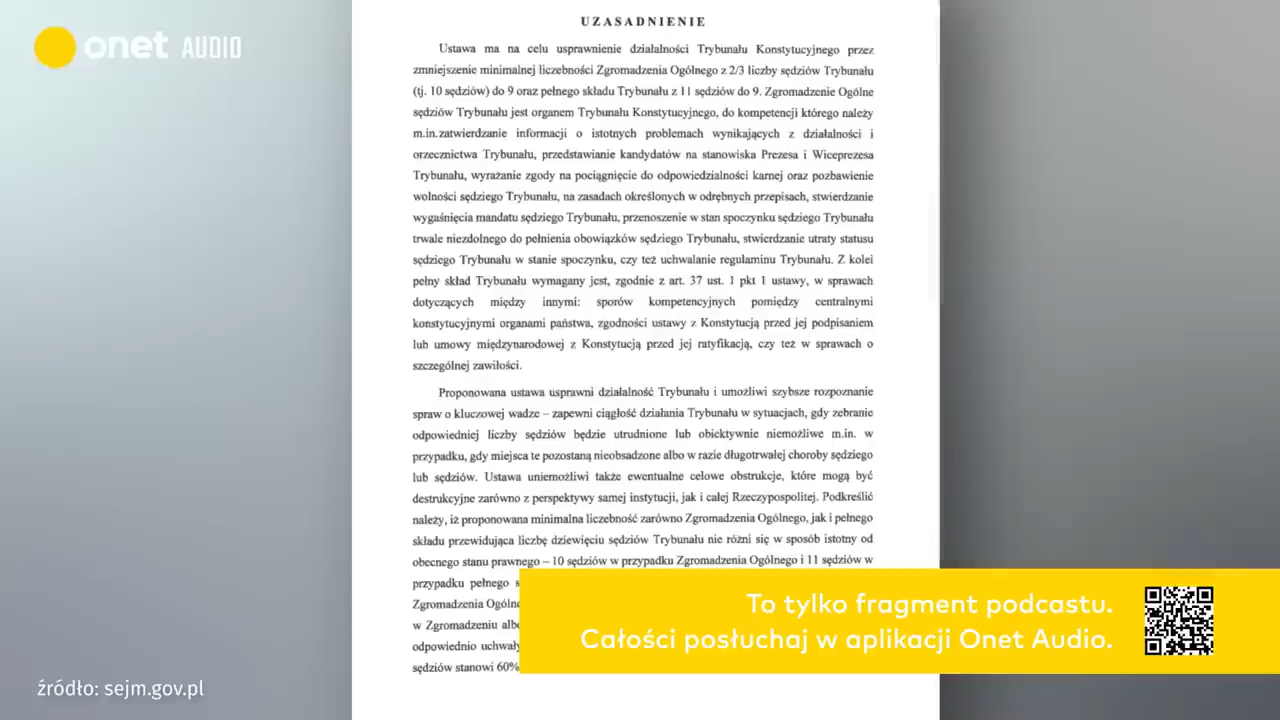 onet AUDIO
UZASADNIENIE
Ustawa ma na celu usprawnienie działalności Trybunału Konstytucyjnego przez
zmniejszenie minimalnej liczebności Zgromadzenia Ogólnego z 2/3 liczby sędziów Trybunału
(tj. 10 sędziów) do 9 oraz pełnego składu Trybunału z 11 sędziów do 9. Zgromadzenie Ogólne
sędziów Trybunału jest organem Trybunału Konstytucyjnego, do kompetencji którego należy
m.in.zatwierdzanie informacji o istotnych problemach wynikających z działalności i
orzecznictwa Trybunału, przedstawianie kandydatów na stanowiska Prezesa i Wiceprezesa
Trybunału, wyrażanie zgody na pociągnięcie do odpowiedzialności karnej oraz pozbawienie
wolności sędziego Trybunału, na zasadach określonych w odrębnych przepisach, stwierdzanie
wygaśnięcia mandatu sędziego Trybunału, przenoszenie w stan spoczynku sędziego Trybunału
trwale niezdolnego do pełnienia obowiązków sędziego Trybunału, stwierdzanie utraty statusu
sędziego Trybunału w stanie spoczynku, czy też uchwalanie regulaminu Trybunału. Z kolei
pełny skład Trybunału wymagany jest, zgodnie z art. 37 ust. 1 pkt 1 ustawy, w sprawach
dotyczących między innymi: sporów kompetencyjnych pomiędzy centralnymi
konstytucyjnymi organami państwa, zgodności ustawy z Konstytucją przed jej podpisaniem
lub umowy międzynarodowej z Konstytucją przed jej ratyfikacją, czy też w sprawach o
szczególnej zawiłości.
Proponowana ustawa usprawni działalność Trybunału i umożliwi szybsze rozpoznanie
spraw o kluczowej wadze – zapewni ciągłość działania Trybunału w sytuacjach, gdy zebranie
odpowiedniej liczby sędziów będzie utrudnione lub obiektywnie niemożliwe m.in. w
przypadku, gdy miejsca te pozostaną nieobsadzone albo w razie długotrwałej choroby sędziego
lub sędziów. Ustawa uniemożliwi także ewentualne celowe obstrukcje, które mogą być
destrukcyjne zarówno z perspektywy samej instytucji, jak i całej Rzeczypospolitej. Podkreślić
należy, iż proponowana minimalna liczebność zarówno Zgromadzenia Ogólnego, jak i pełnego
składu przewidująca liczbę dziewięciu sędziów Trybunału nie różni się w sposób istotny od
obecnego stanu prawnego – 10 sędziów w przypadku Zgromadzenia Ogólnego i 11 sędziów w
przypadku pełnego
Zgromadzenia
w Zgromadzeniu
odpowiednio
sędziów stanowi 60%
To tylko fragment podcastu.
Całości posłuchaj w aplikacji Onet Audio.
źródło: sejm.gov.pl